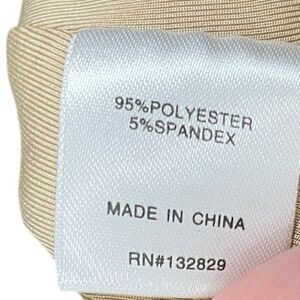 95%POLYESTER
5%SPANDEX
MADE IN CHINA
RN#132829